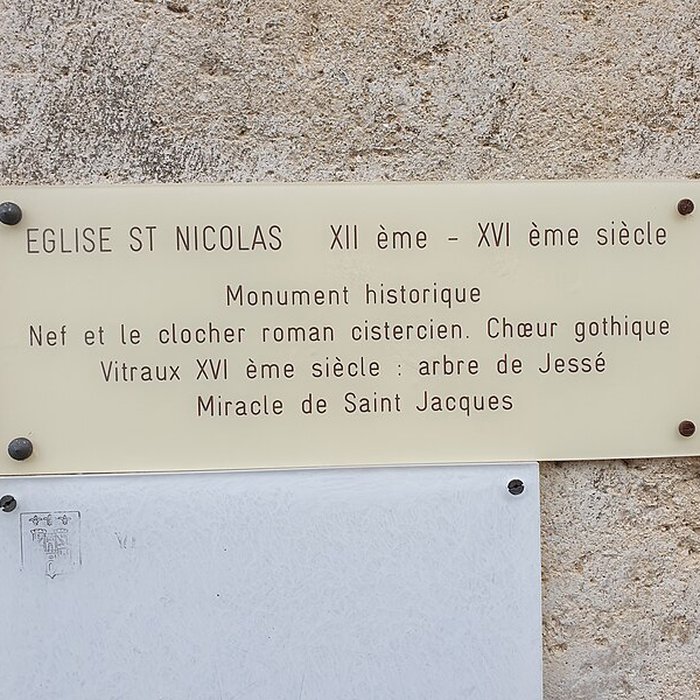 EGLISE ST NICOLAS XII ème - XVI ème siècle
Monument historique
Nef et le clocher roman cistercien. Chœur gothique
Vitraux XVI ème siècle : arbre de Jessé
Miracle de Saint Jacques